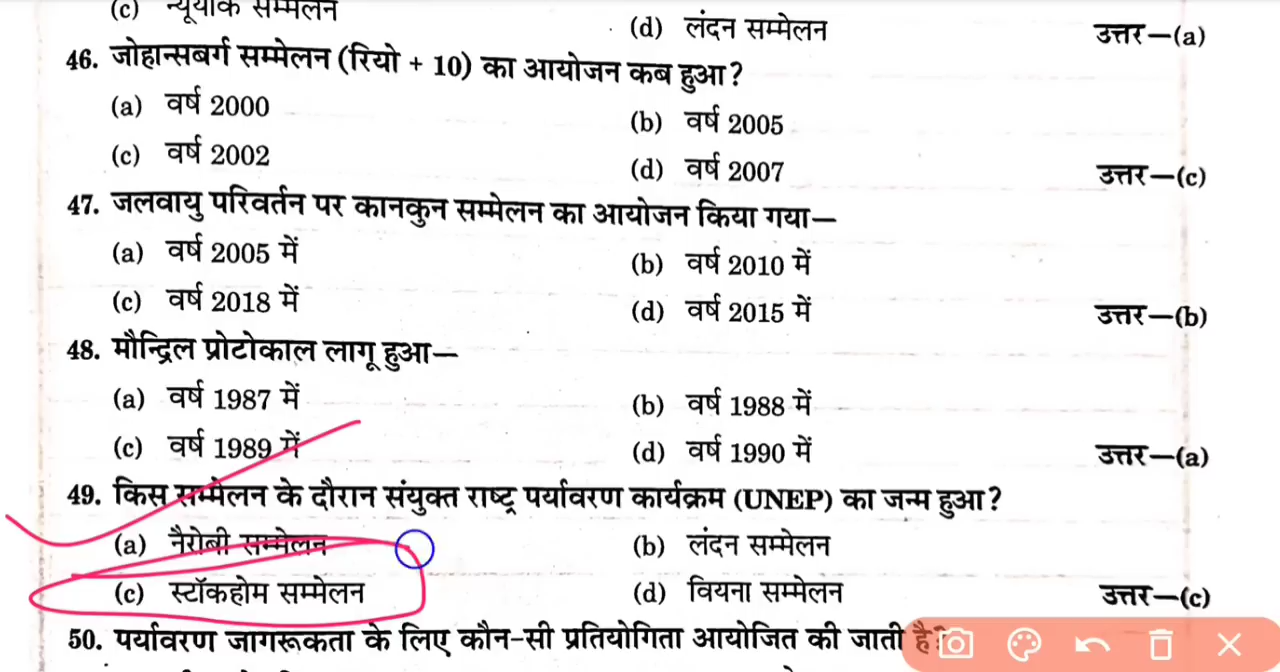 (c) न्यूयार्क सम्मेलन
(d) लंदन सम्मेलन उत्तर—(a)
46. जोहान्सबर्ग सम्मेलन (रियो + 10) का आयोजन कब हुआ?
(a) वर्ष 2000 (b) वर्ष 2005
(c) वर्ष 2002 (d) वर्ष 2007 उत्तर—(c)
47. जलवायु परिवर्तन पर कानकुन सम्मेलन का आयोजन किया गया—
(a) वर्ष 2005 में (b) वर्ष 2010 में
(c) वर्ष 2018 में (d) वर्ष 2015 में उत्तर—(b)
48. मौन्द्रिल प्रोटोकाल लागू हुआ—
(a) वर्ष 1987 में (b) वर्ष 1988 में
(c) वर्ष 1989 में (d) वर्ष 1990 में उत्तर—(a)
49. किस सम्मेलन के दौरान संयुक्त राष्ट्र पर्यावरण कार्यक्रम (UNEP) का जन्म हुआ?
(a) नैरोबी सम्मेलन (b) लंदन सम्मेलन
(c) स्टॉकहोम सम्मेलन (d) वियना सम्मेलन उत्तर—(c)
50. पर्यावरण जागरूकता के लिए कौन-सी प्रतियोगिता आयोजित की जाती है?